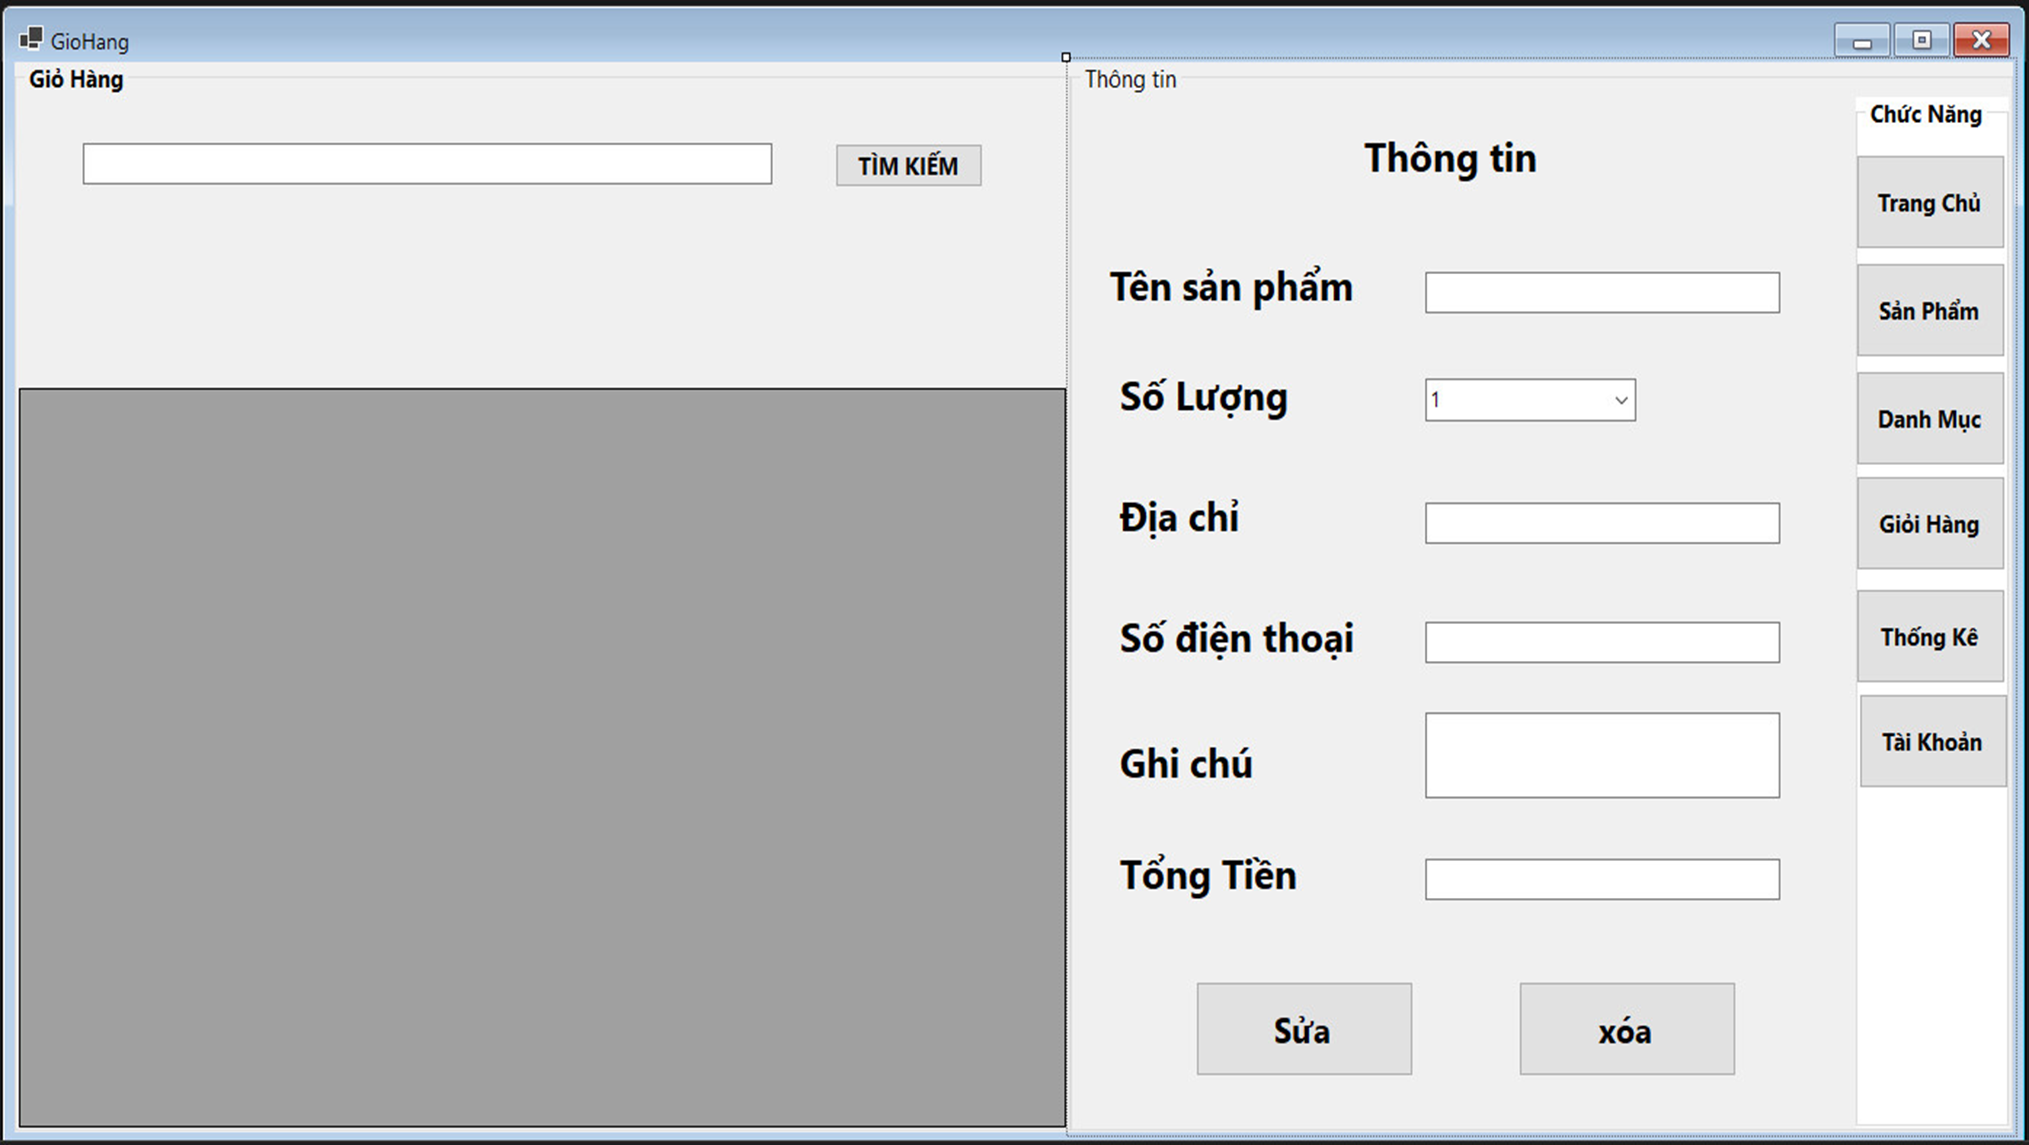 GioHang
Giỏ Hàng
TÌM KIẾM
Thông tin
Thông tin
Tên sản phẩm
Số Lượng
1
Địa chỉ
Số điện thoại
Ghi chú
Tổng Tiền
Sửa
xóa
Chức Năng
Trang Chủ
Sản Phẩm
Danh Mục
Giỏi Hàng
Thống Kê
Tài Khoản